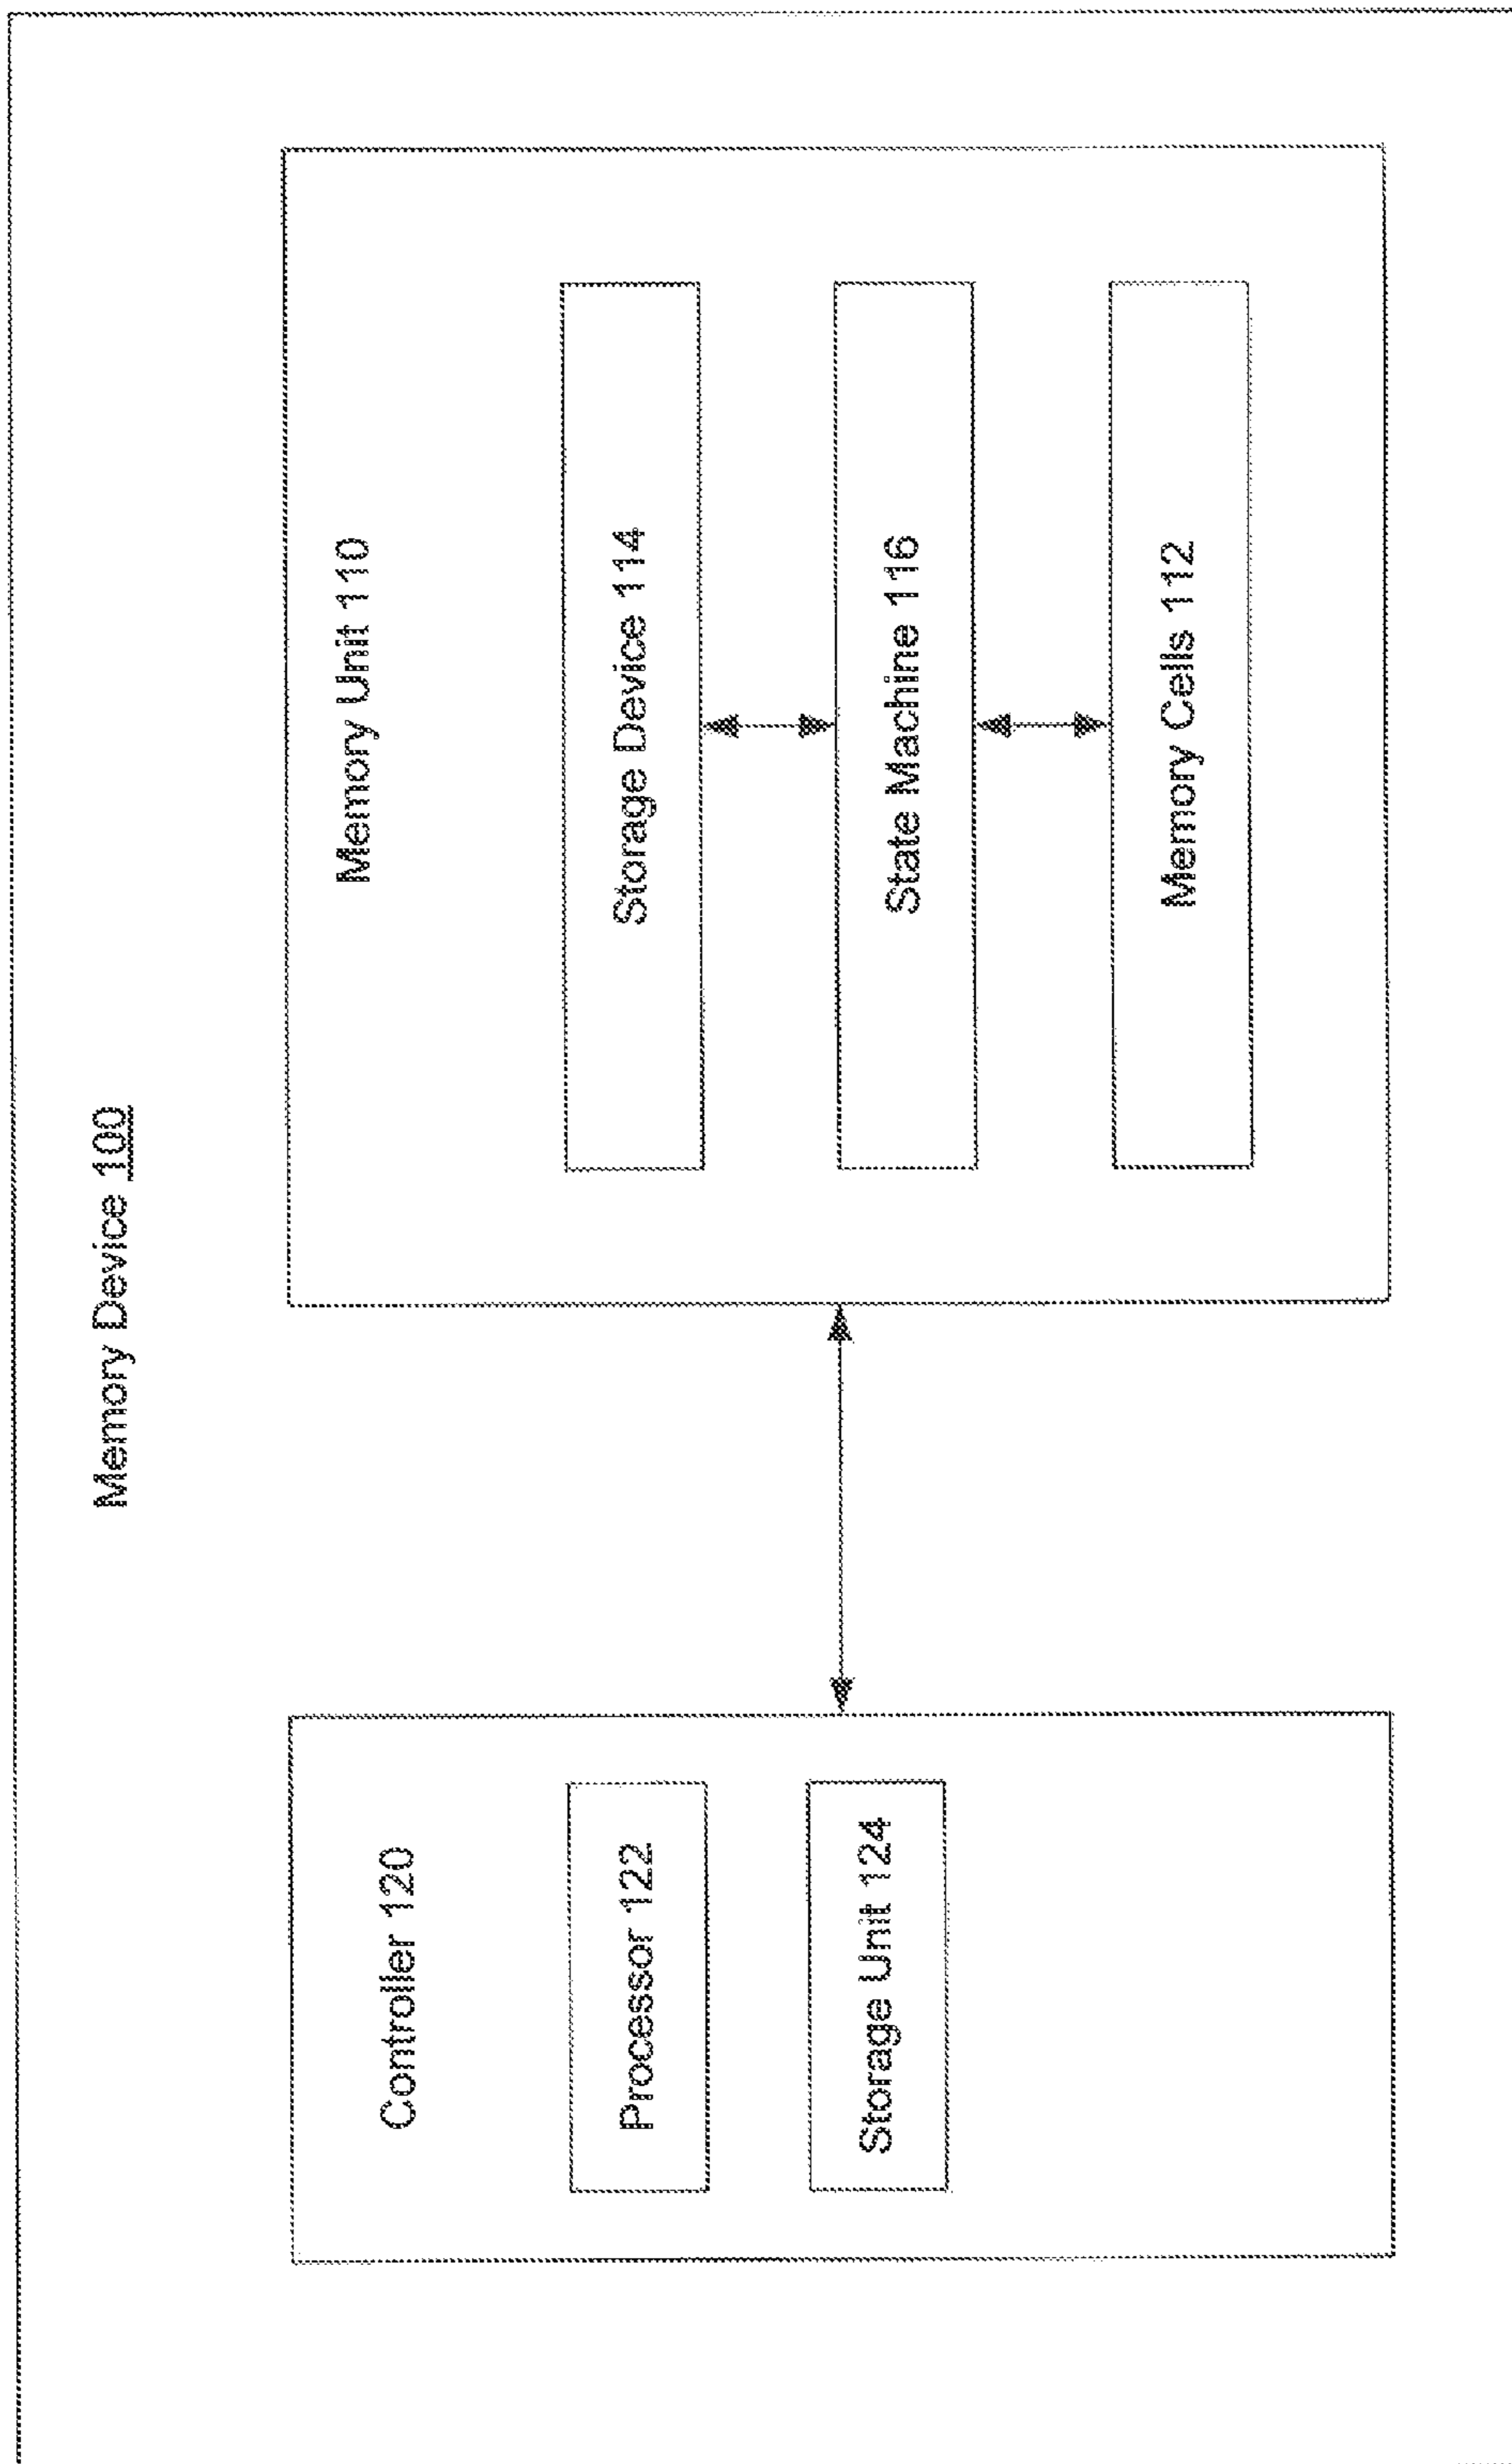 Memory Device 100
Controller 120
Processor 122
Storage Unit 124
Memory Unit 110
Storage Device 114
State Machine 116
Memory Cells 112